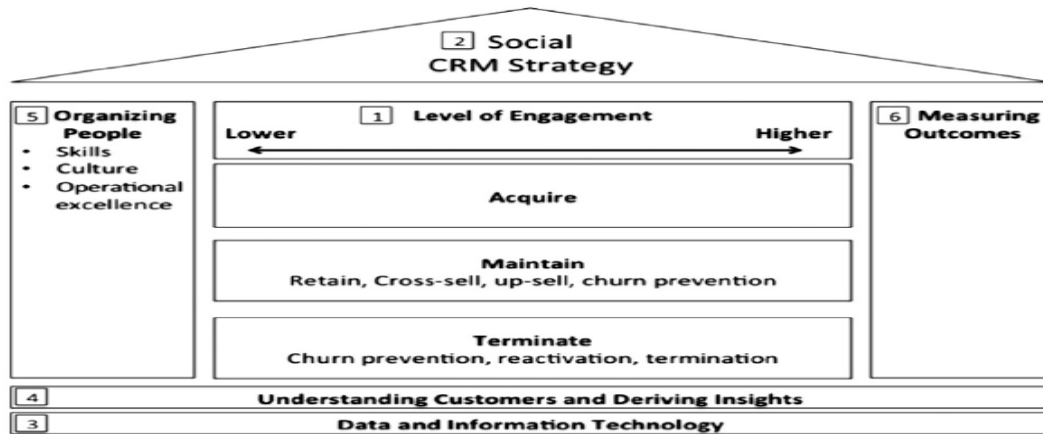 2 Social
CRM Strategy
5 Organizing
People
• Skills
• Culture
• Operational
excellence
1 Level of Engagement
Lower Higher
Acquire
Maintain
Retain, Cross-sell, up-sell, churn prevention
Terminate
Churn prevention, reactivation, termination
6 Measuring
Outcomes
4 Understanding Customers and Deriving Insights
3 Data and Information Technology